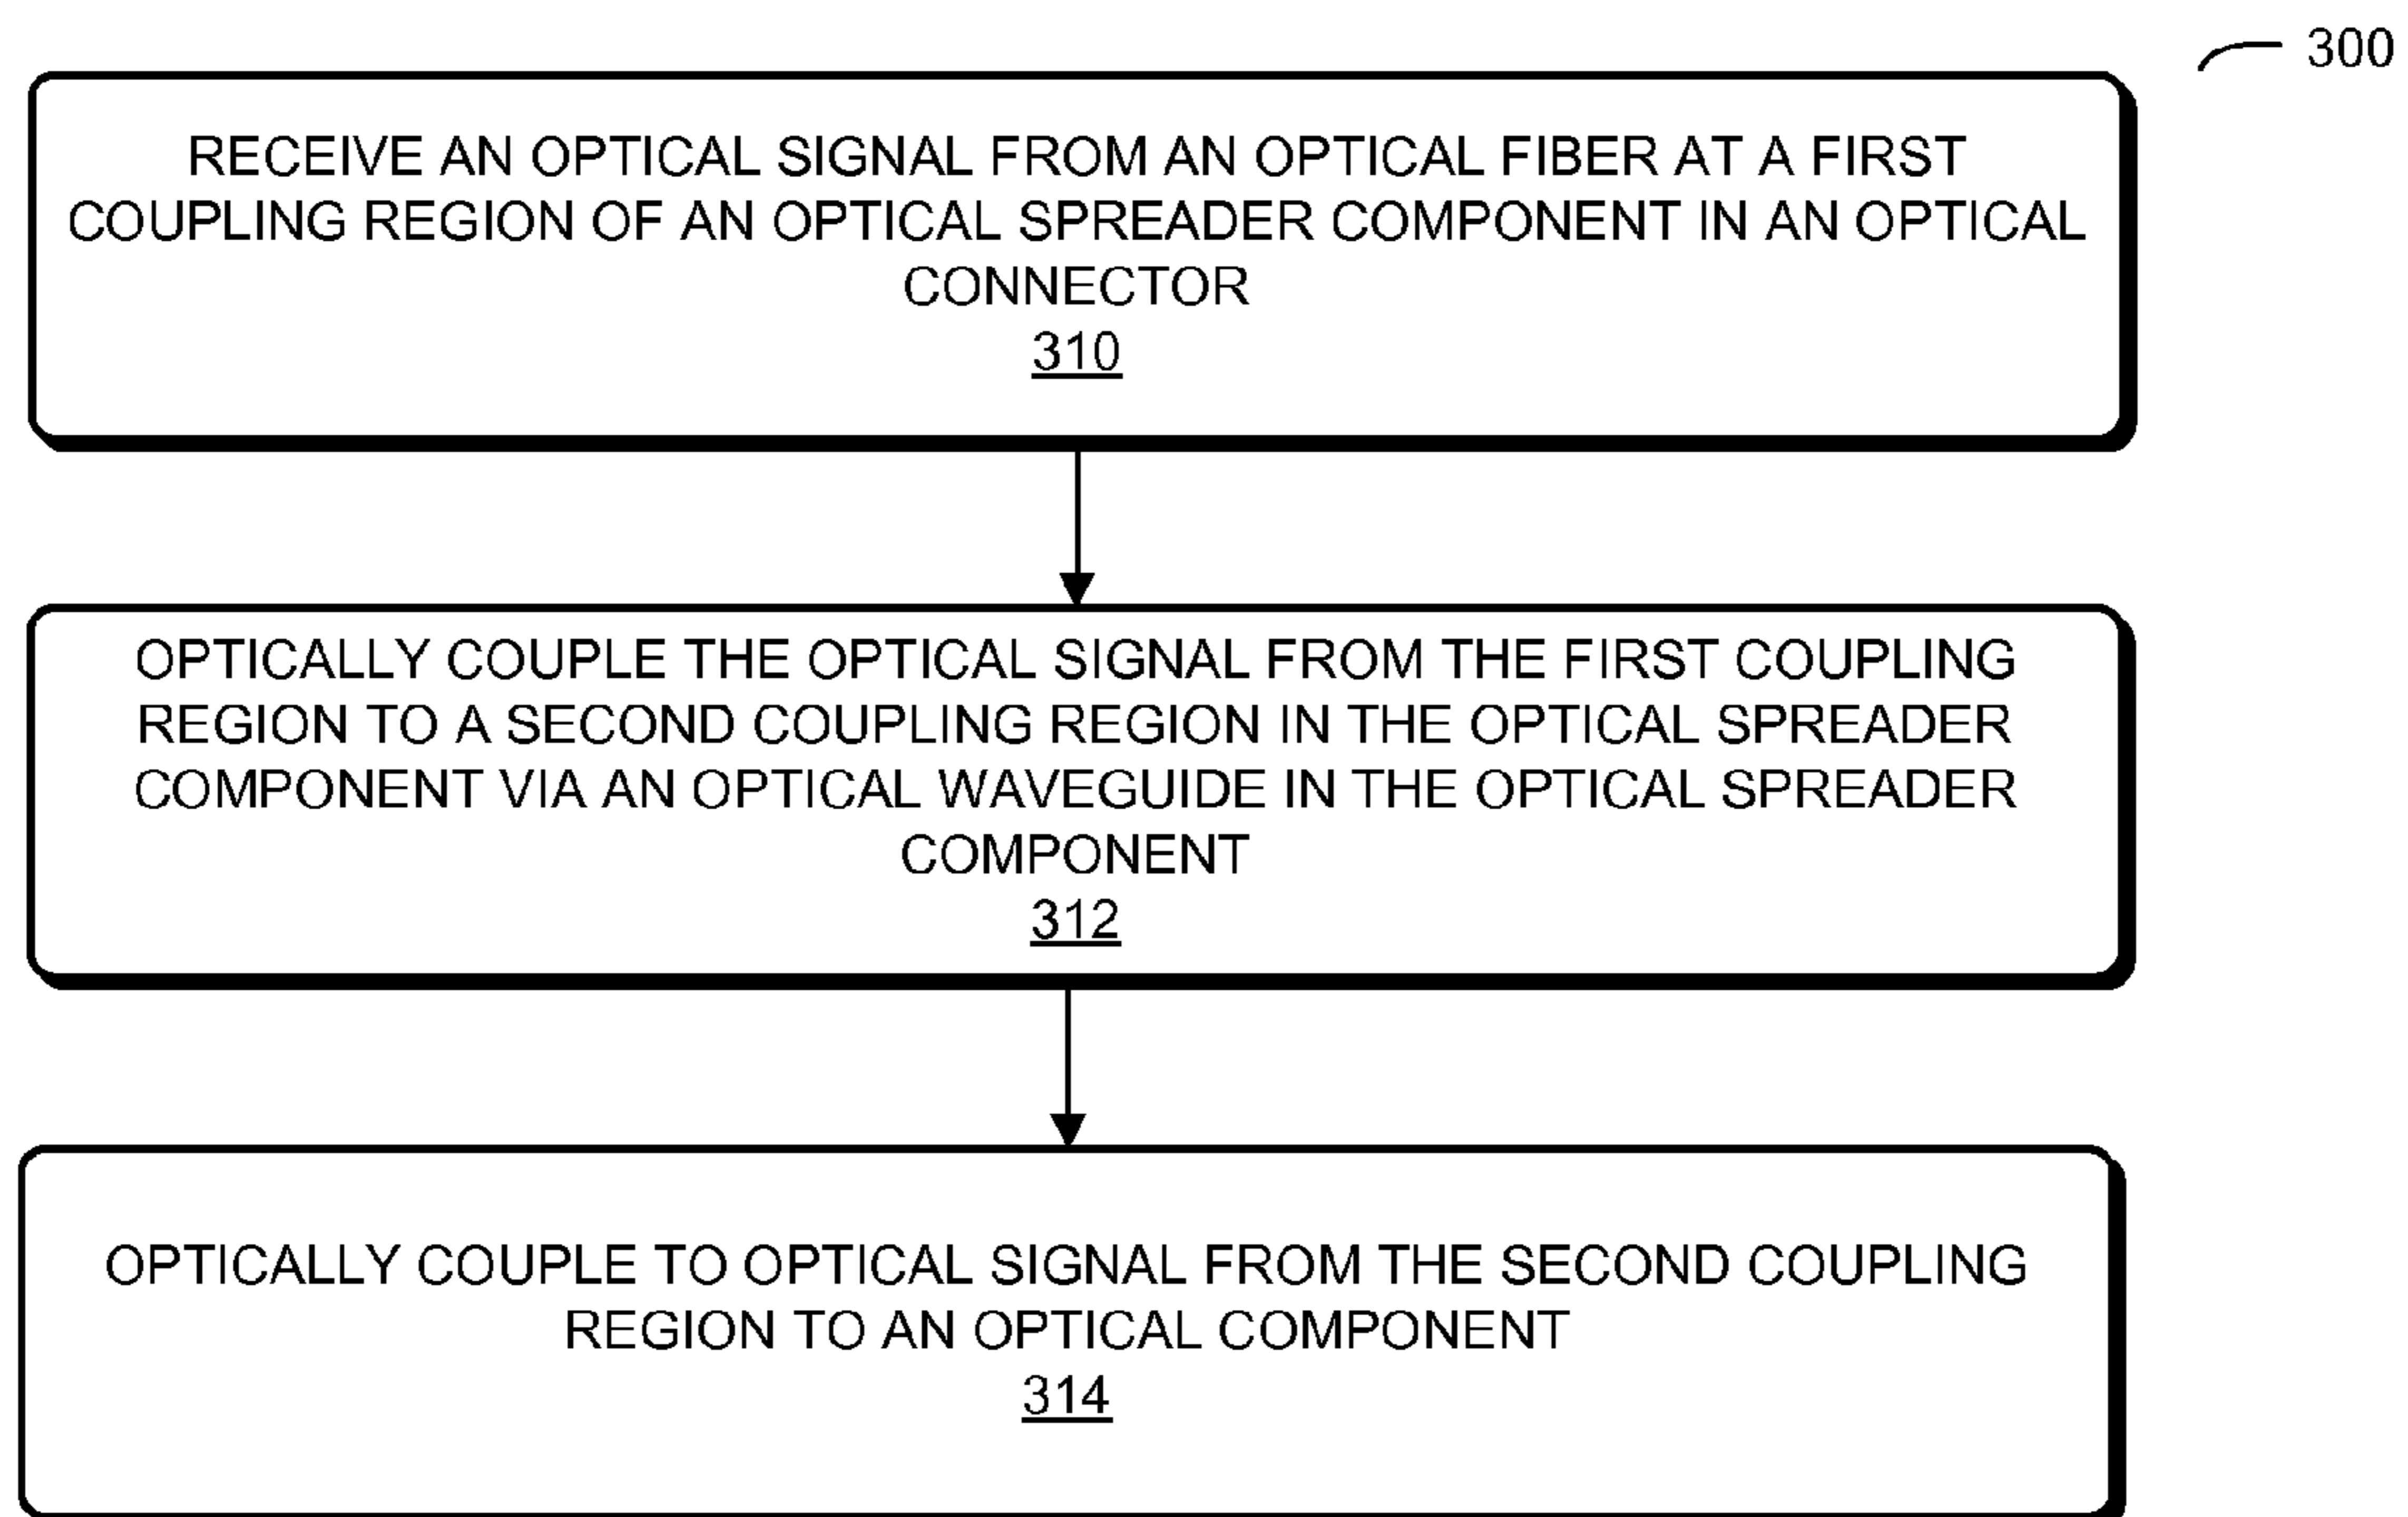 300
RECEIVE AN OPTICAL SIGNAL FROM AN OPTICAL FIBER AT A FIRST
COUPLING REGION OF AN OPTICAL SPREADER COMPONENT IN AN OPTICAL
CONNECTOR
310
OPTICALLY COUPLE THE OPTICAL SIGNAL FROM THE FIRST COUPLING
REGION TO A SECOND COUPLING REGION IN THE OPTICAL SPREADER
COMPONENT VIA AN OPTICAL WAVEGUIDE IN THE OPTICAL SPREADER
COMPONENT
312
OPTICALLY COUPLE TO OPTICAL SIGNAL FROM THE SECOND COUPLING
REGION TO AN OPTICAL COMPONENT
314